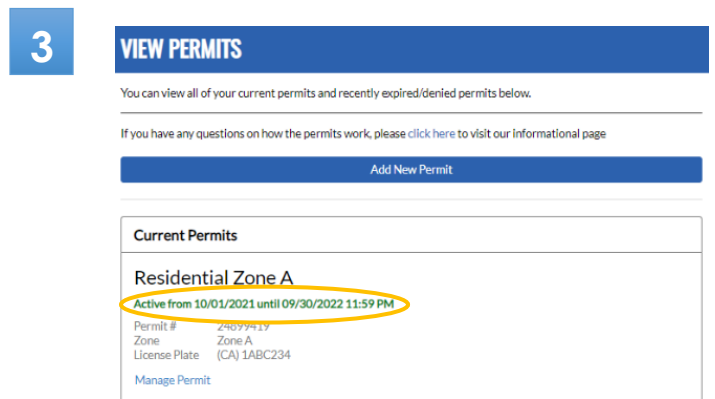 3
VIEW PERMITS
You can view all of your current permits and recently expired/denied permits below.
If you have any questions on how the permits work, please click here to visit our informational page
Add New Permit
Current Permits
Residential Zone A
Active from 10/01/2021 until 09/30/2022 11:59 PM
Permit # 24699419
Zone Zone A
License Plate (CA) 1ABC234
Manage Permit